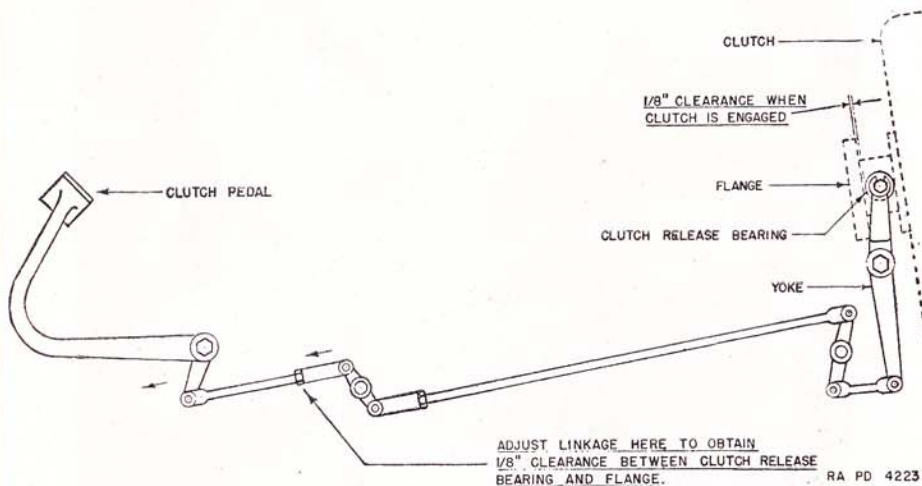 CLUTCH
1/8" CLEARANCE WHEN
CLUTCH IS ENGAGED
CLUTCH PEDAL
FLANGE
CLUTCH RELEASE BEARING
YOKE
ADJUST LINKAGE HERE TO OBTAIN
1/8" CLEARANCE BETWEEN CLUTCH RELEASE
BEARING AND FLANGE.
RA PD 4223